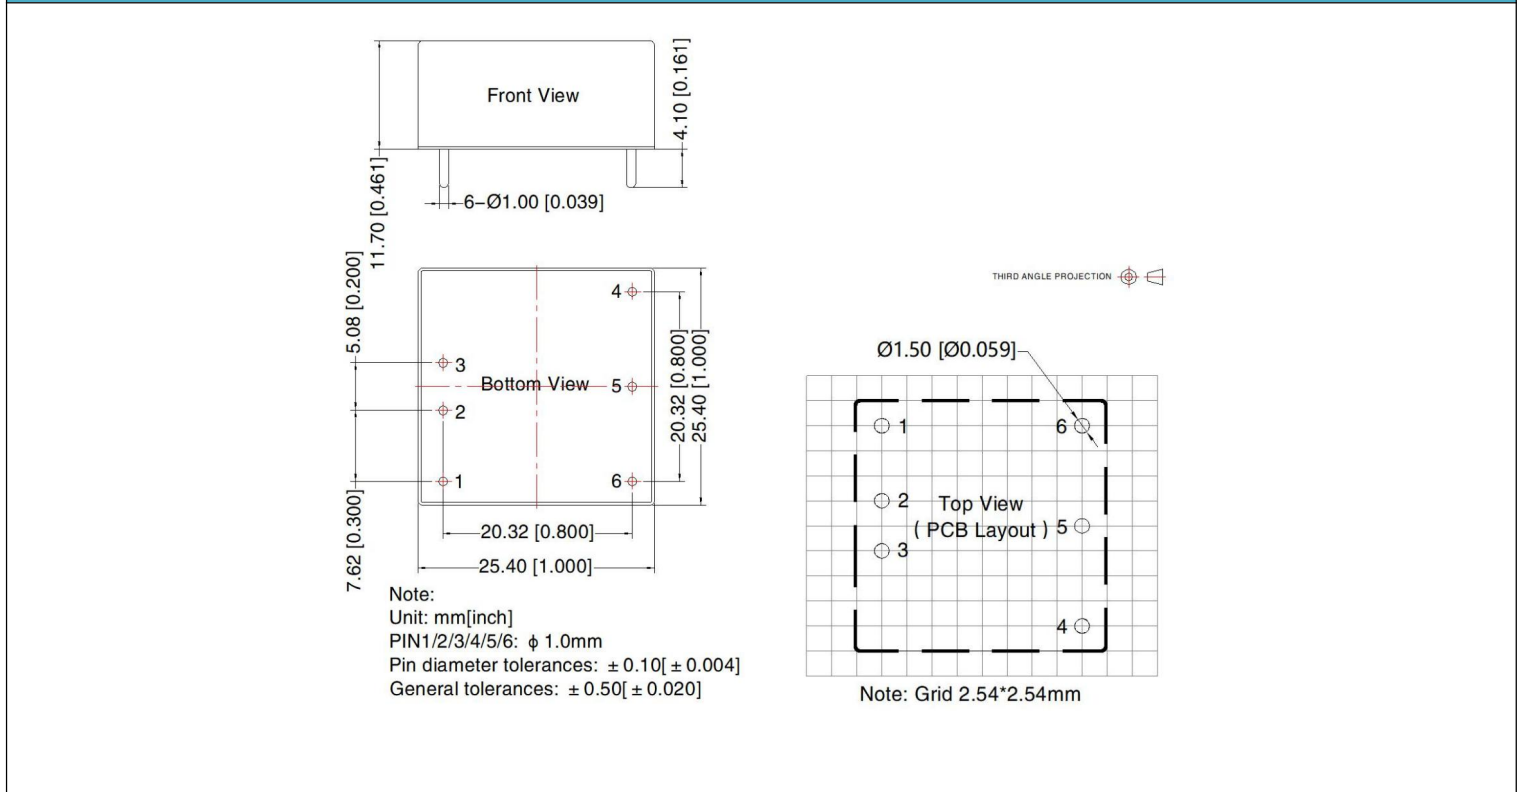 Front View
11.70 [0.461]
4.10 [0.161]
6–Ø1.00 [0.039]
5.08 [0.200]
7.62 [0.300]
4
3
Bottom View
5
2
1
6
20.32 [0.800]
25.40 [1.000]
20.32 [0.800]
25.40 [1.000]
Note:
Unit: mm[inch]
PIN1/2/3/4/5/6: ϕ 1.0mm
Pin diameter tolerances: ± 0.10[ ± 0.004]
General tolerances: ± 0.50[ ± 0.020]
THIRD ANGLE PROJECTION
Ø1.50 [Ø0.059]
1
6
2
Top View
( PCB Layout )
5
3
4
Note: Grid 2.54*2.54mm